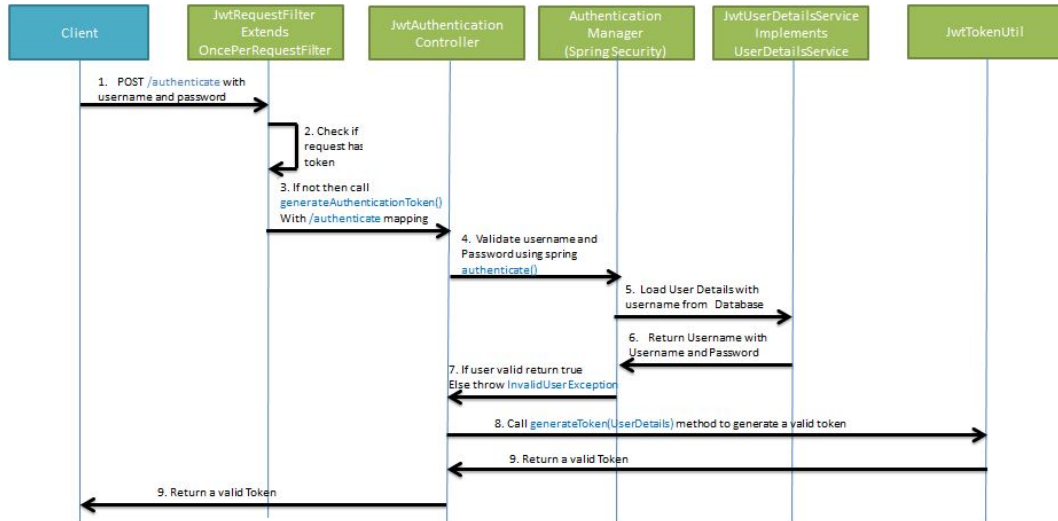 Client
JwtRequestFilter
Extends
OncePerRequestFilter
JwtAuthentication
Controller
Authentication
Manager
(Spring Security)
JwtUserDetailsService
Implements
UserDetailsService
JwtTokenUtil
1. POST /authenticate with
username and password
2. Check if
request has
token
3. If not then call
generateAuthenticationToken()
With /authenticate mapping
4. Validate username and
Password using spring
authenticate()
5. Load User Details with
username from Database
6. Return Username with
Username and Password
7. If user valid return true
Else throw InvalidUserException
8. Call generateToken(UserDetails) method to generate a valid token
9. Return a valid Token
9. Return a valid Token